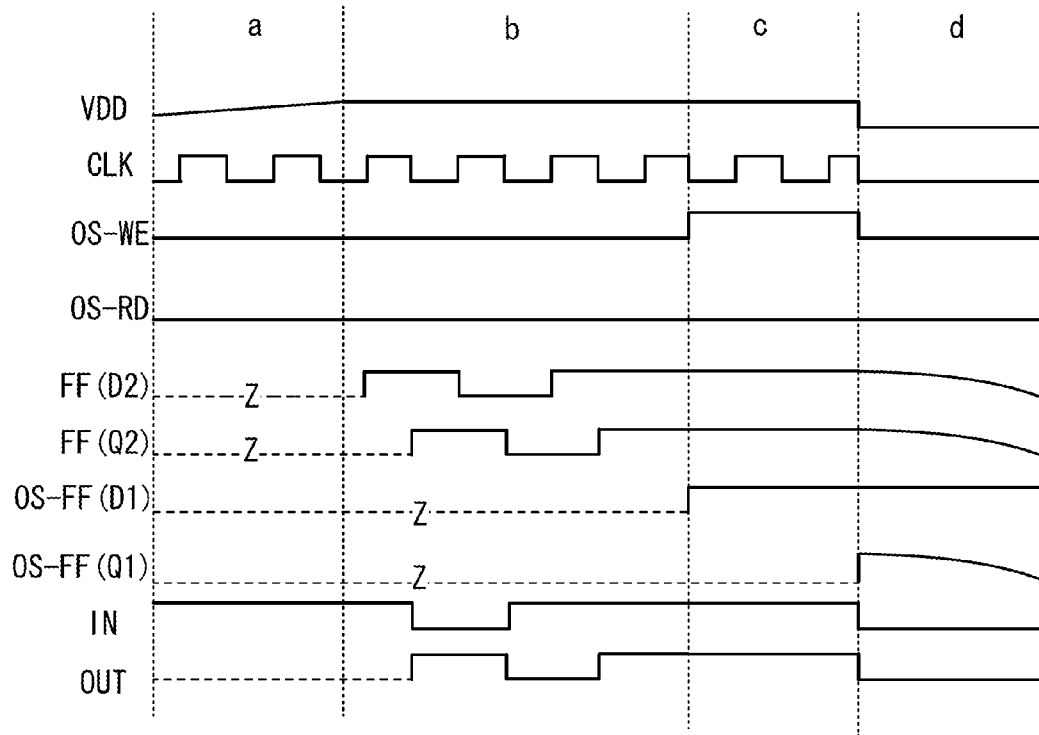 a b c d
VDD
CLK
OS-WE
OS-RD
FF(D2) Z
FF(Q2) Z
OS-FF(D1) Z
OS-FF(Q1) Z
IN
OUT